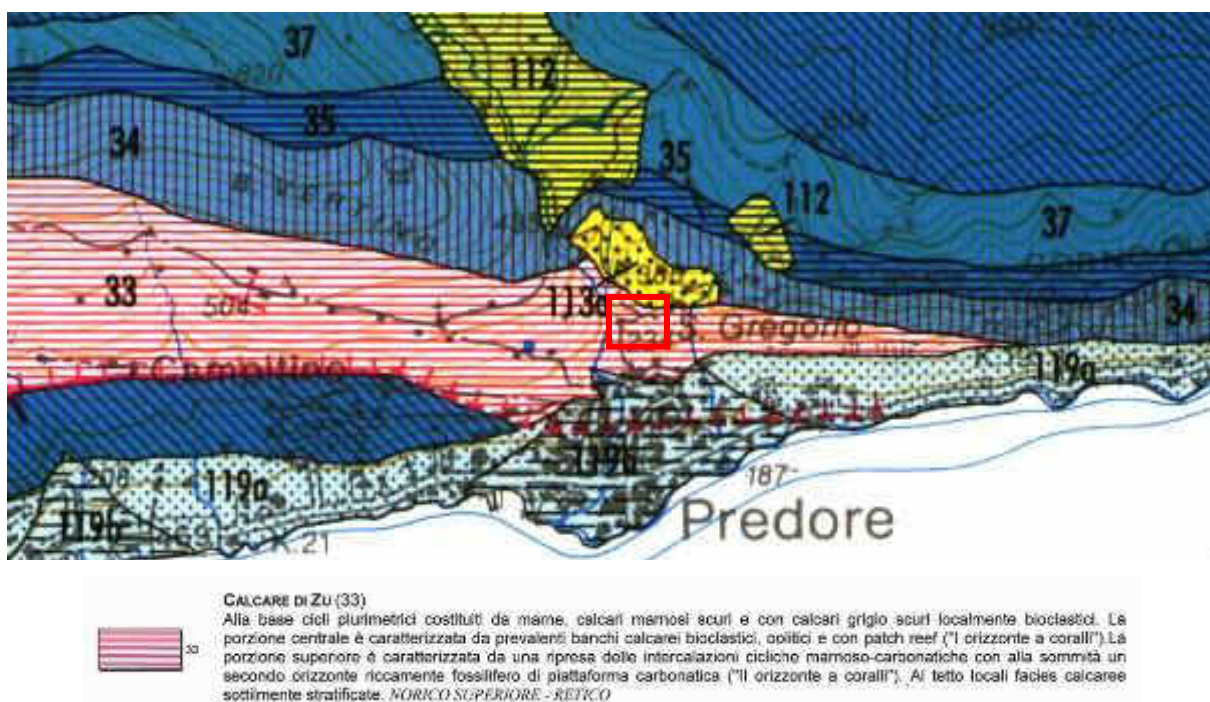 37
112
35
34
35
112
37
33
504
113a
S. Gregorio
34
119a
119a
119b
119b
187
Predore
K.21
CALCARE DI ZU (33)
Alla base cicli plurimetrici costituiti da marne, calcari marnosi scuri e con calcari grigio scuri localmente bioclastici. La
porzione centrale è caratterizzata da prevalenti banchi calcarei bioclastici, oolitici e con patch reef ("I orizzonte a coralli").La
porzione superiore è caratterizzata da una ripresa delle intercalazioni cicliche marnoso-carbonatiche con alla sommità un
33
secondo orizzonte riccamente fossilifero di piattaforma carbonatica ("II orizzonte a coralli"). Al tetto locali facies calcaree
sottilmente stratificate. NORICO SUPERIORE - RETICO